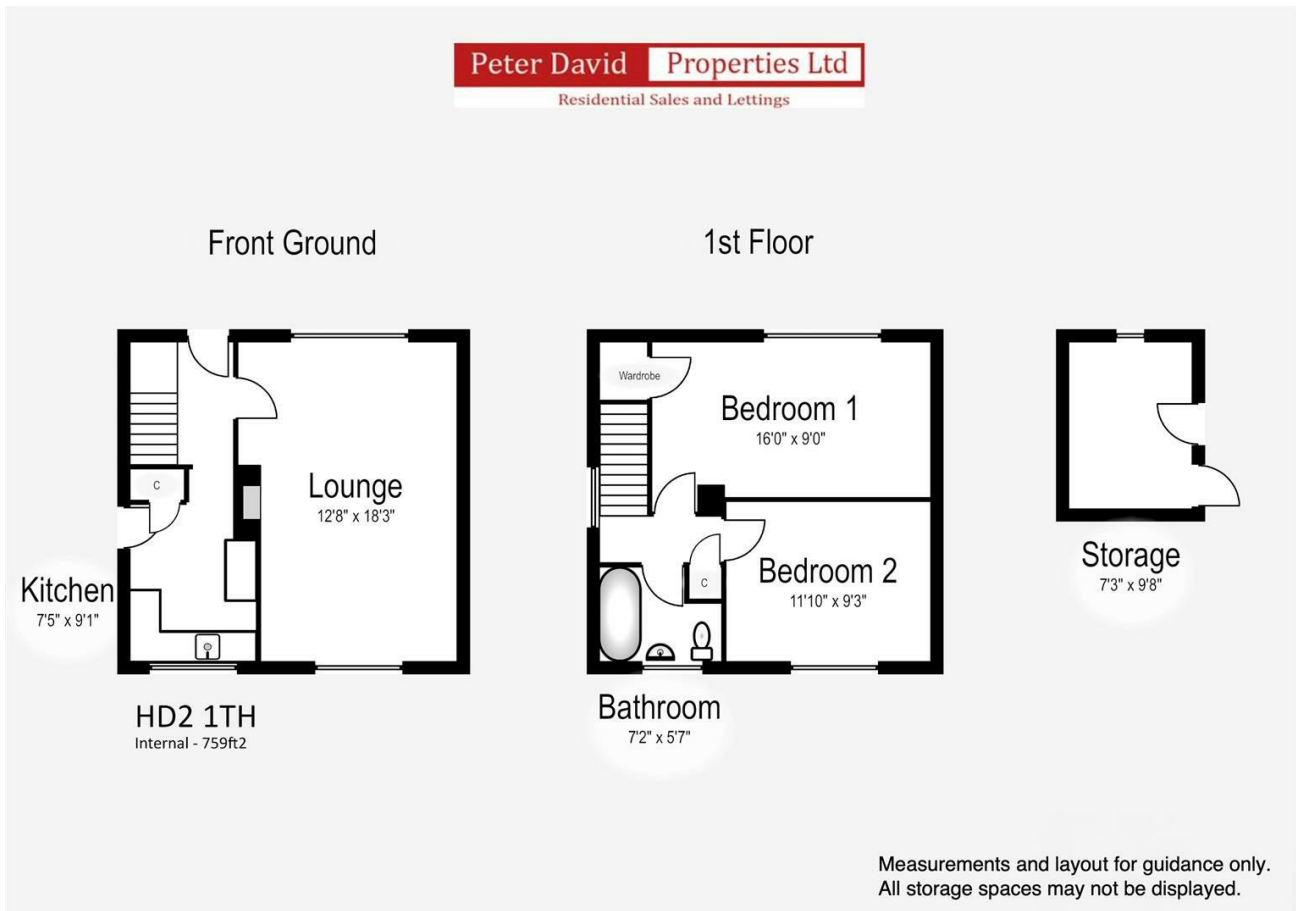 Peter David Properties Ltd
Residential Sales and Lettings
Front Ground
1st Floor
Wardrobe
Bedroom 1
16'0" x 9'0"
C
Lounge
12'8" x 18'3"
Kitchen
7'5" x 9'1"
C
Bedroom 2
11'10" x 9'3"
Storage
7'3" x 9'8"
HD2 1TH
Internal - 759ft2
Bathroom
7'2" x 5'7"
Measurements and layout for guidance only.
All storage spaces may not be displayed.